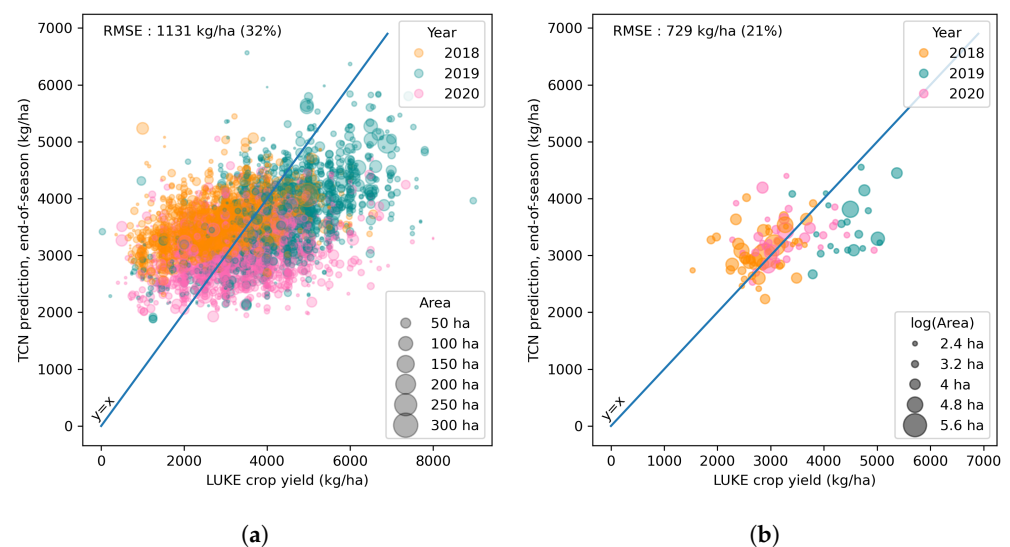 RMSE : 1131 kg/ha (32%)
Year
2018
2019
2020
7000
6000
5000
4000
3000
2000
1000
0
TCN prediction, end-of-season (kg/ha)
y=x
Area
50 ha
100 ha
150 ha
200 ha
250 ha
300 ha
0 2000 4000 6000 8000
LUKE crop yield (kg/ha)
(a)
RMSE : 729 kg/ha (21%)
Year
2018
2019
2020
7000
6000
5000
4000
3000
2000
1000
0
TCN prediction, end-of-season (kg/ha)
y=x
log(Area)
2.4 ha
3.2 ha
4 ha
4.8 ha
5.6 ha
0 1000 2000 3000 4000 5000 6000 7000
LUKE crop yield (kg/ha)
(b)